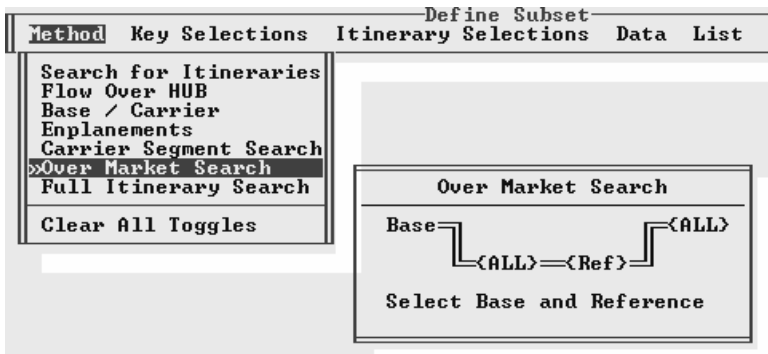 Define Subset
Method Key Selections Itinerary Selections Data List
Search for Itineraries
Flow Over HUB
Base / Carrier
Enplanements
Carrier Segment Search
»Over Market Search
Full Itinerary Search
Clear All Toggles
Over Market Search
Base {ALL}
{ALL} {Ref}
Select Base and Reference